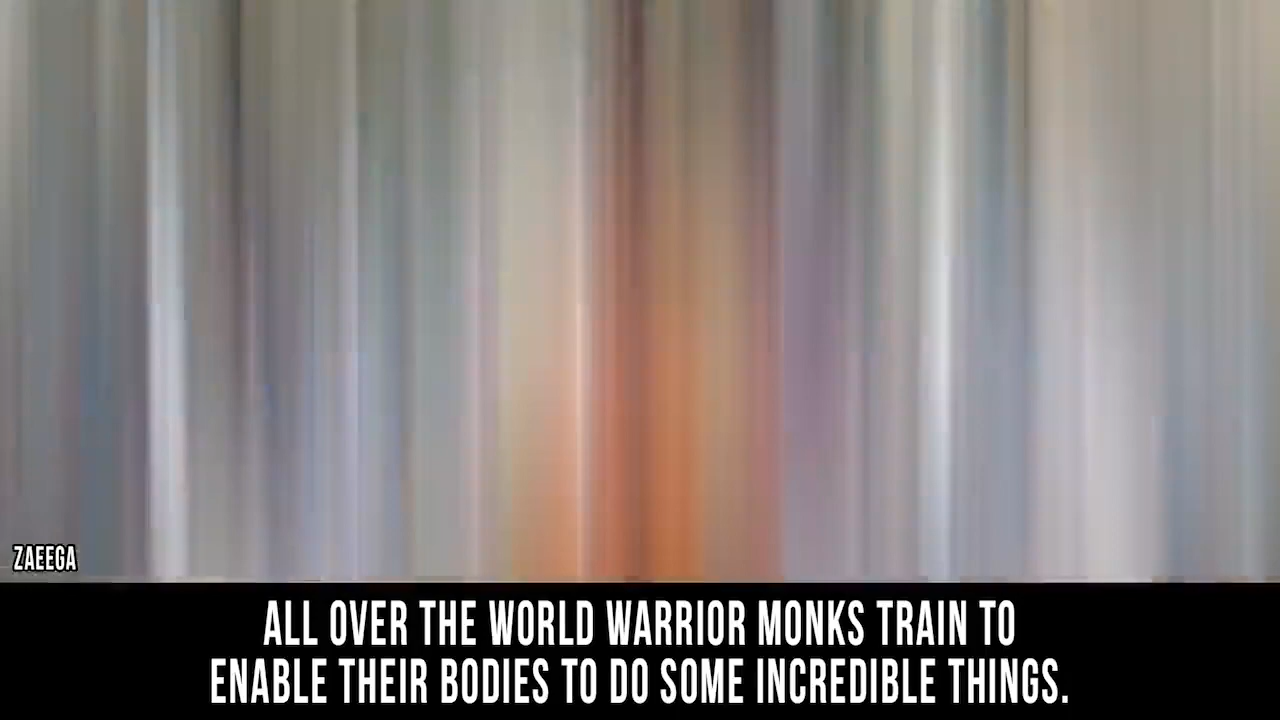 ZAEEGA
ALL OVER THE WORLD WARRIOR MONKS TRAIN TO
ENABLE THEIR BODIES TO DO SOME INCREDIBLE THINGS.